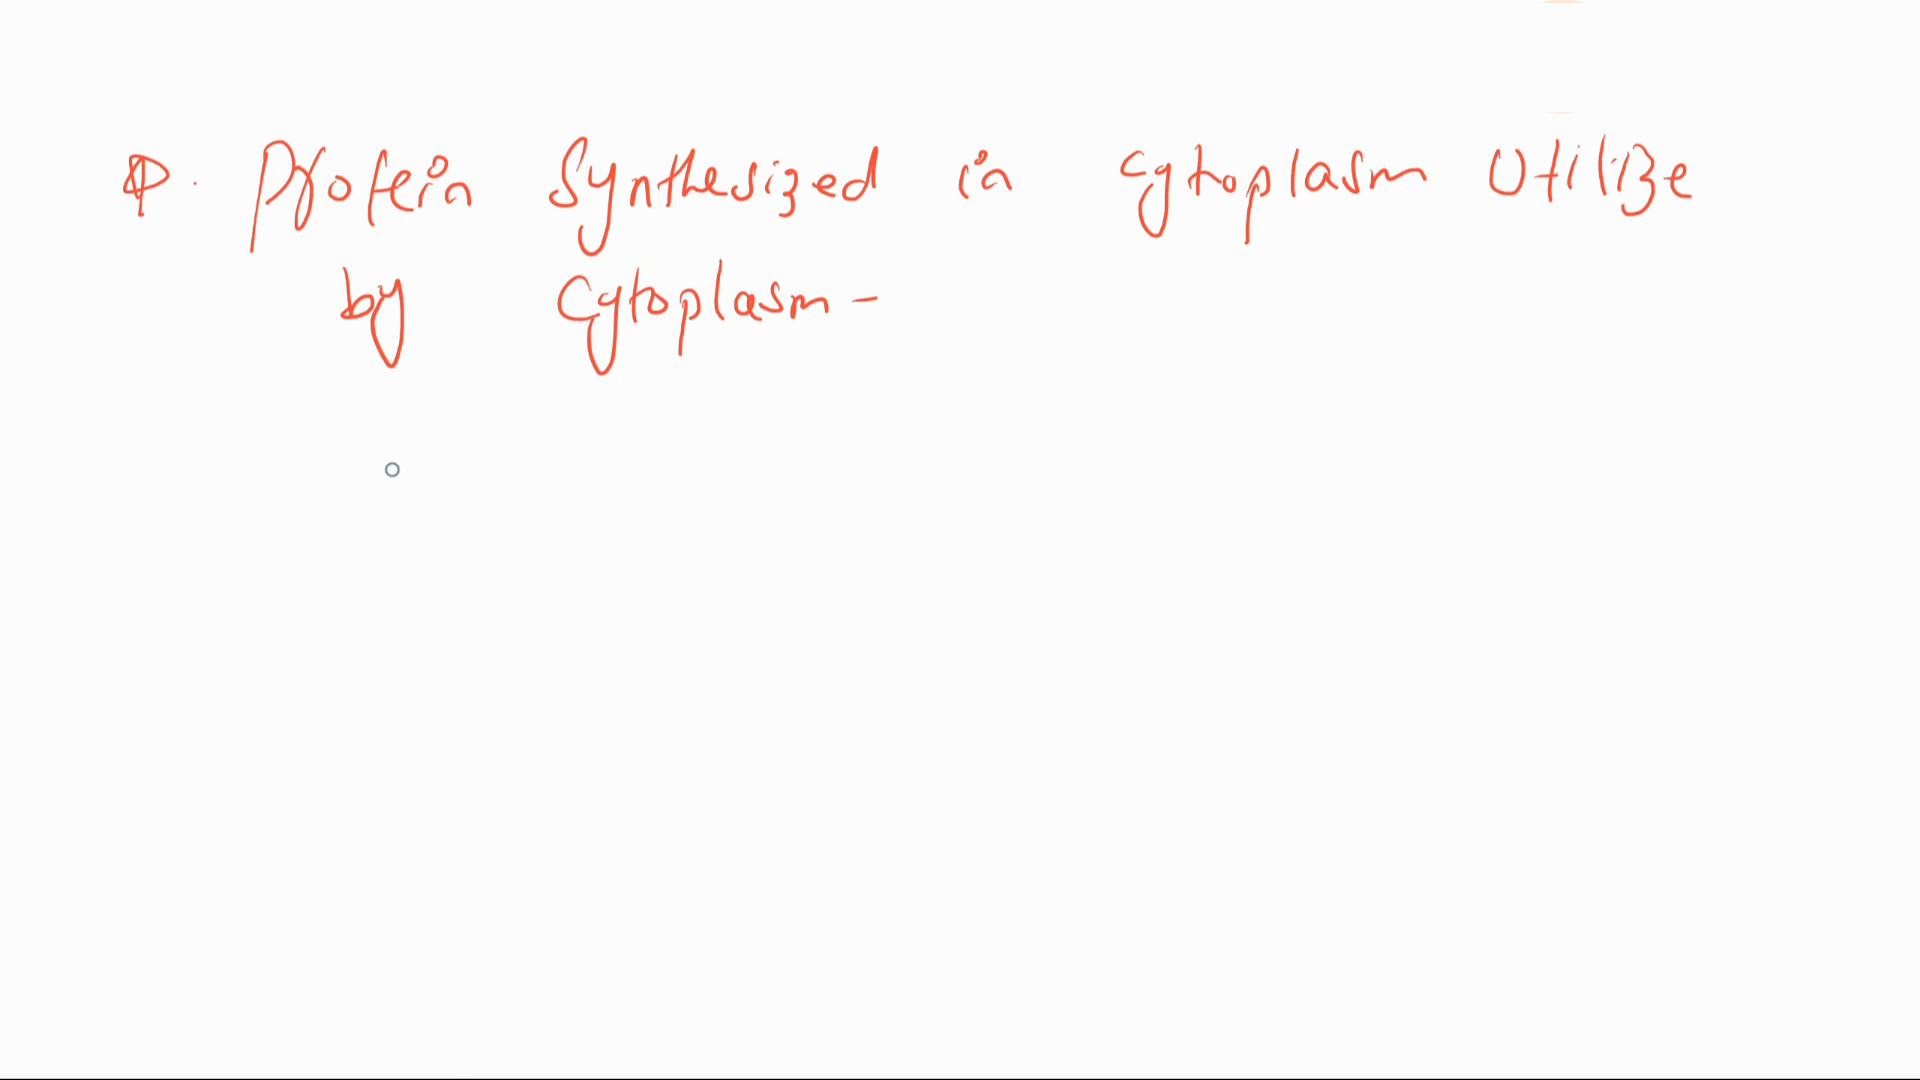 Q. Protein Synthesized in cytoplasm Utilize
by Cytoplasm -